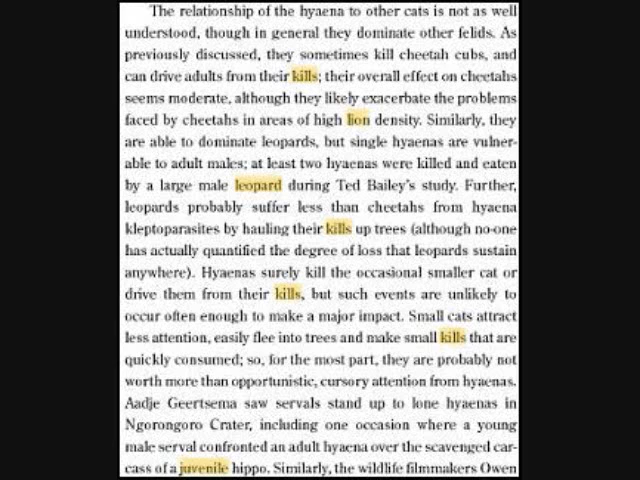 The relationship of the hyaena to other cats is not as well
understood, though in general they dominate other felids. As
previously discussed, they sometimes kill cheetah cubs, and
can drive adults from their kills; their overall effect on cheetahs
seems moderate, although they likely exacerbate the problems
faced by cheetahs in areas of high lion density. Similarly, they
are able to dominate leopards, but single hyaenas are vulner-
able to adult males; at least two hyaenas were killed and eaten
by a large male leopard during Ted Bailey's study. Further,
leopards probably suffer less than cheetahs from hyaena
kleptoparasites by hauling their kills up trees (although no-one
has actually quantified the degree of loss that leopards sustain
anywhere). Hyaenas surely kill the occasional smaller cat or
drive them from their kills, but such events are unlikely to
occur often enough to make a major impact. Small cats attract
less attention, easily flee into trees and make small kills that are
quickly consumed; so, for the most part, they are probably not
worth more than opportunistic, cursory attention from hyaenas.
Aadje Geertsema saw servals stand up to lone hyaenas in
Ngorongoro Crater, including one occasion where a young
male serval confronted an adult hyaena over the scavenged car-
cass of a juvenile hippo. Similarly, the wildlife filmmakers Owen